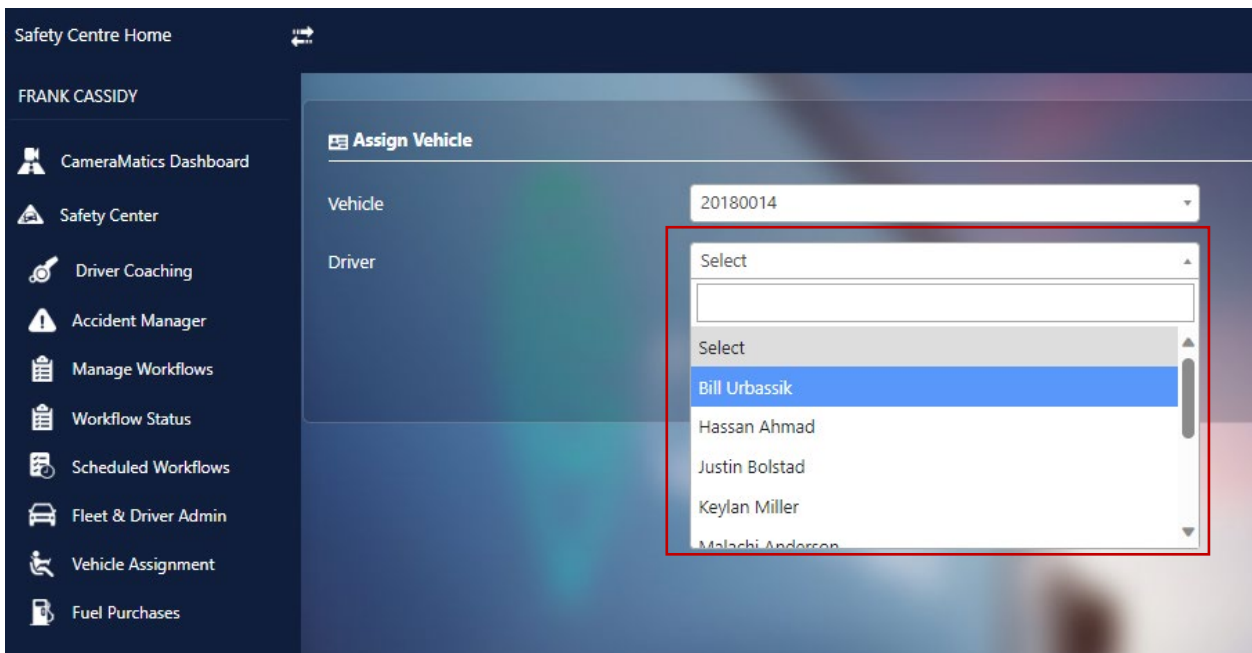 Safety Centre Home
FRANK CASSIDY
CameraMatics Dashboard
Safety Center
Driver Coaching
Accident Manager
Manage Workflows
Workflow Status
Scheduled Workflows
Fleet & Driver Admin
Vehicle Assignment
Fuel Purchases
Assign Vehicle
Vehicle
20180014
Driver
Select
Select
Bill Urbassik
Hassan Ahmad
Justin Bolstad
Keylan Miller
Malachi Anderson